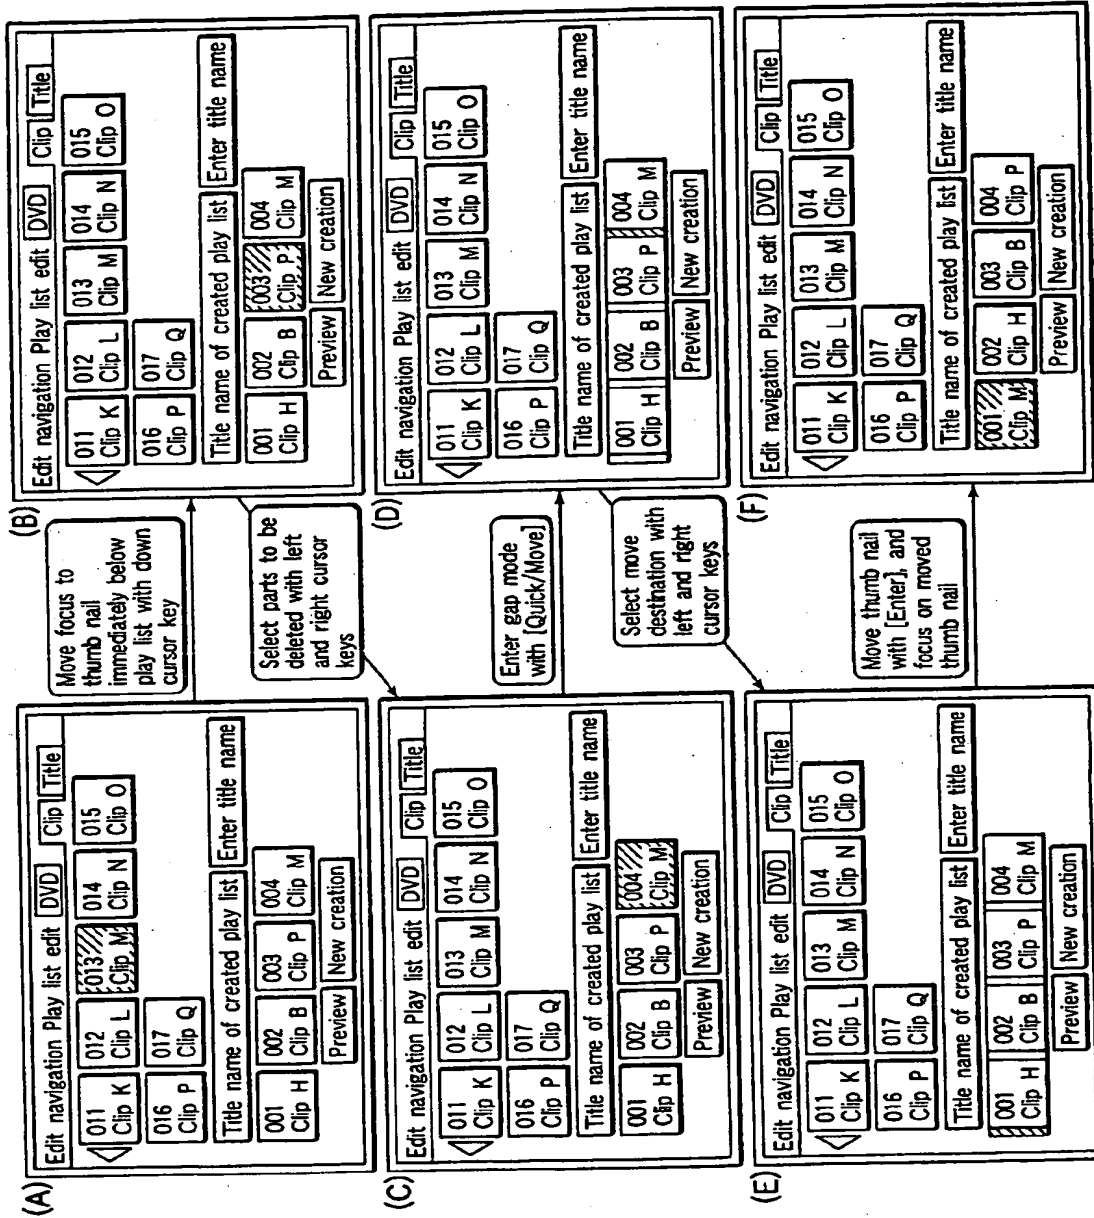 (A)
Edit navigation Play list edit DVD Clip Title
011 012 013 014 015
Clip K Clip L Clip M Clip N Clip O
016 017
Clip P Clip Q
Title name of created play list Enter title name
001 002 003 004
Clip H Clip B Clip P Clip M
Preview New creation
Move focus to
thumb nail
immediately below
play list with down
cursor key
(B)
Edit navigation Play list edit DVD Clip Title
011 012 013 014 015
Clip K Clip L Clip M Clip N Clip O
016 017
Clip P Clip Q
Title name of created play list Enter title name
001 002 003 004
Clip H Clip B Clip P Clip M
Preview New creation
Select parts to be
deleted with left
and right cursor
keys
(C)
Edit navigation Play list edit DVD Clip Title
011 012 013 014 015
Clip K Clip L Clip M Clip N Clip O
016 017
Clip P Clip Q
Title name of created play list Enter title name
001 002 003 004
Clip H Clip B Clip P Clip M
Preview New creation
Enter gap mode
with [Quick/Move]
(D)
Edit navigation Play list edit DVD Clip Title
011 012 013 014 015
Clip K Clip L Clip M Clip N Clip O
016 017
Clip P Clip Q
Title name of created play list Enter title name
001 002 003 004
Clip H Clip B Clip P Clip M
Preview New creation
Select move
destination with
left and right
cursor keys
(E)
Edit navigation Play list edit DVD Clip Title
011 012 013 014 015
Clip K Clip L Clip M Clip N Clip O
016 017
Clip P Clip Q
Title name of created play list Enter title name
001 002 003 004
Clip H Clip B Clip P Clip M
Preview New creation
Move thumb nail
with [Enter], and
focus on moved
thumb nail
(F)
Edit navigation Play list edit DVD Clip Title
011 012 013 014 015
Clip K Clip L Clip M Clip N Clip O
016 017
Clip P Clip Q
Title name of created play list Enter title name
001 002 003 004
Clip M Clip H Clip B Clip P
Preview New creation